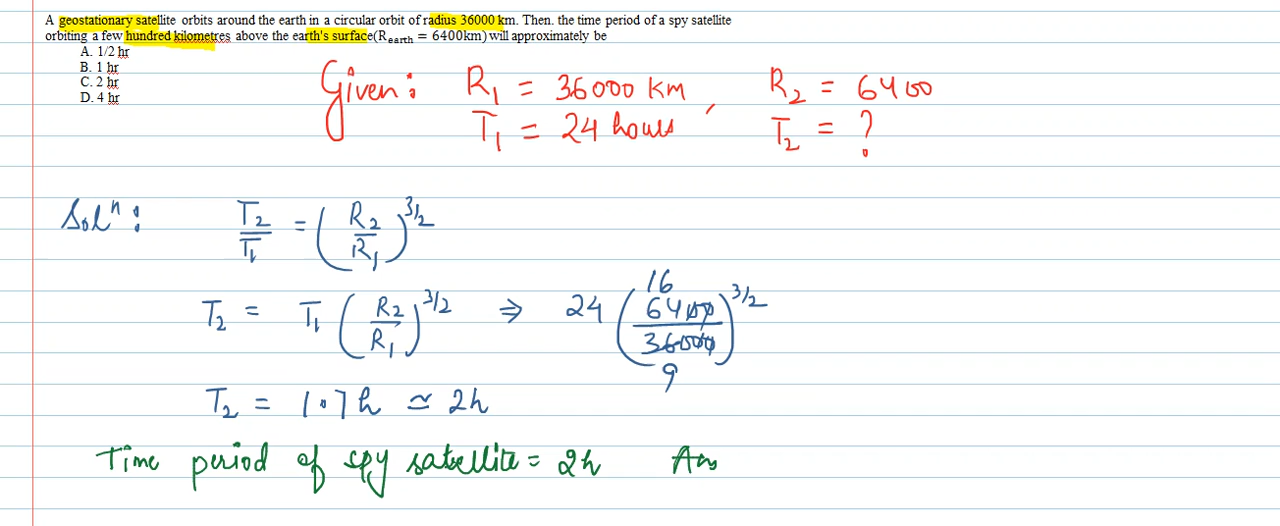 A geostationary satellite orbits around the earth in a circular orbit of radius 36000 km. Then. the time period of a spy satellite
orbiting a few hundred kilometres above the earth's surface(R_earth = 6400km) will approximately be
A. 1/2 hr
B. 1 hr
C. 2 hr
D. 4 hr
Given: R₁ = 36000 km, R₂ = 6400
T₁ = 24 hours T₂ = ?
Solⁿ: T₂/T₁ = (R₂/R₁)^3/2
T₂ = T₁ (R₂/R₁)^3/2 ⇒ 24 (6400/36000)^3/2
16
9
T₂ = 1.7h ≃ 2h
Time period of spy satellite = 2h Ans